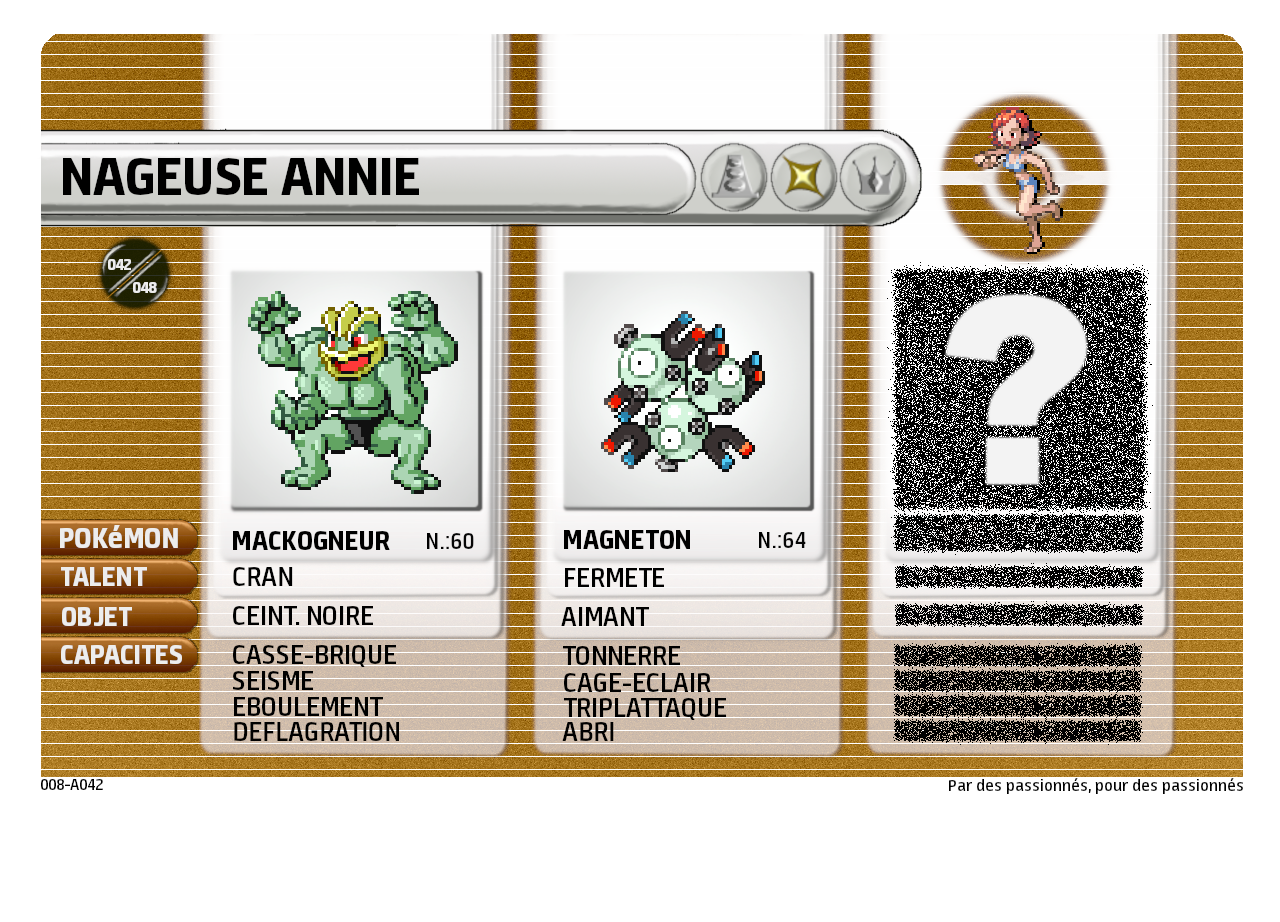 NAGEUSE ANNIE
042
048
?
POKéMON
MACKOGNEUR N.:60
MAGNETON N.:64
TALENT
CRAN
FERMETE
OBJET
CEINT. NOIRE
AIMANT
CAPACITES
CASSE-BRIQUE
SEISME
EBOULEMENT
DEFLAGRATION
TONNERRE
CAGE-ECLAIR
TRIPLATTAQUE
ABRI
008-A042
Par des passionnés, pour des passionnés